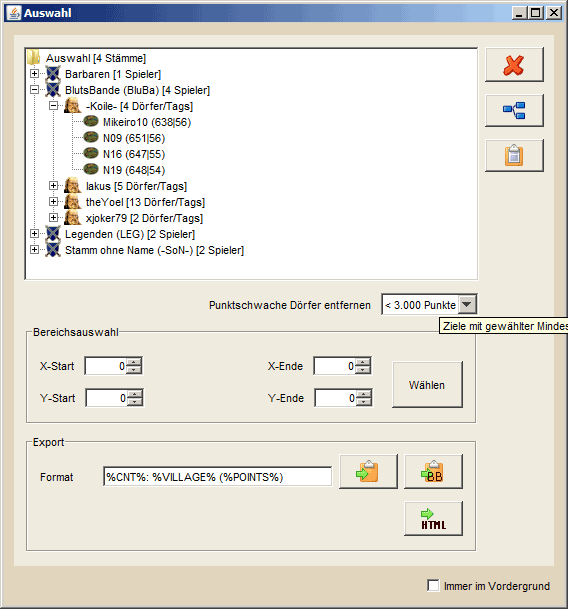 Auswahl
Auswahl [4 Stämme]
Barbaren [1 Spieler]
BlutsBande (BluBa) [4 Spieler]
-Koile- [4 Dörfer/Tags]
Mikeiro10 (638|56)
N09 (651|56)
N16 (647|55)
N19 (648|54)
lakus [5 Dörfer/Tags]
theYoel [13 Dörfer/Tags]
xjoker79 [2 Dörfer/Tags]
Legenden (LEG) [2 Spieler]
Stamm ohne Name (-SoN-) [2 Spieler]
Punktschwache Dörfer entfernen < 3.000 Punkte
Ziele mit gewählter Mindes
Bereichsauswahl
X-Start 0 X-Ende 0
Wählen
Y-Start 0 Y-Ende 0
Export
Format %CNT%: %VILLAGE% (%POINTS%)
BB
HTML
Immer im Vordergrund